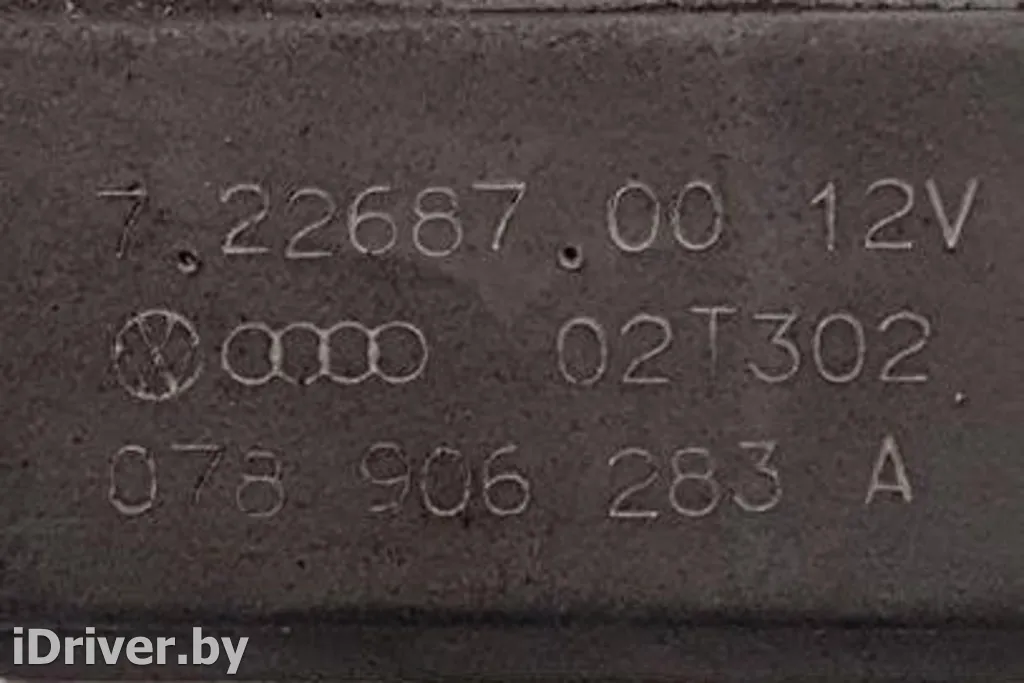 7.22687.00 12V
02T302
078 906 283 A
iDriver.by